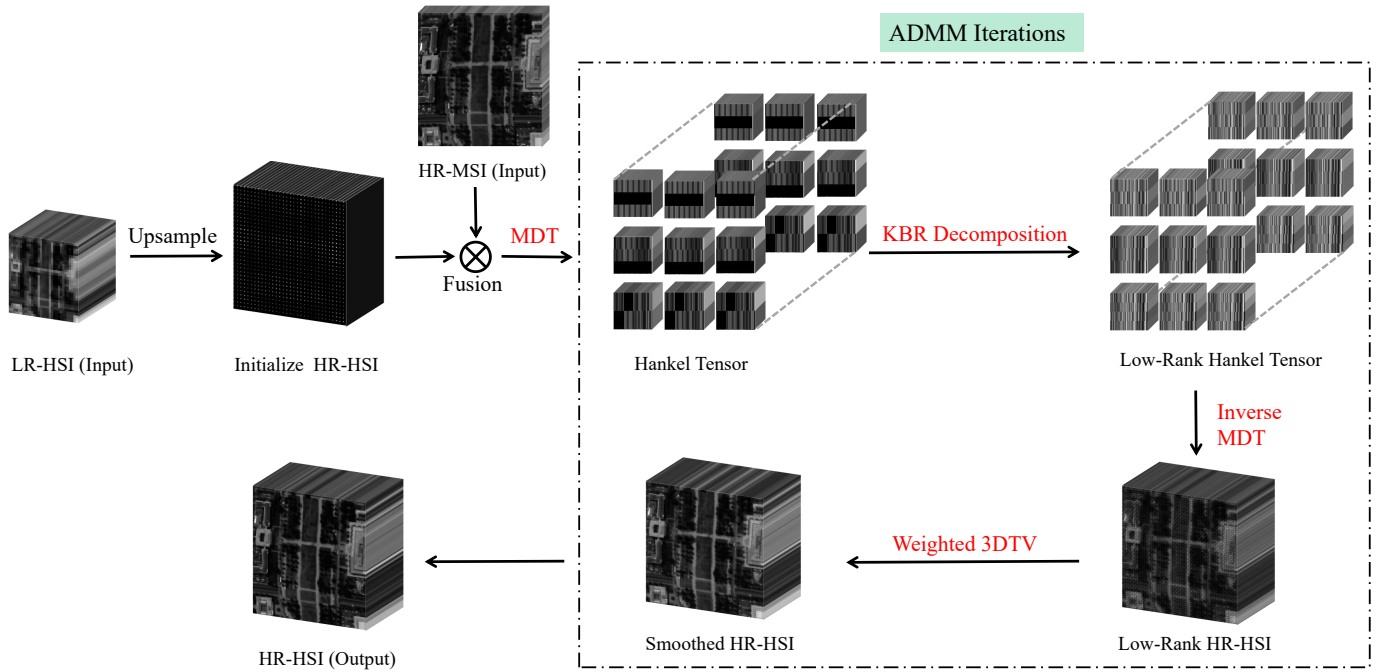 ADMM Iterations
HR-MSI (Input)
Upsample
MDT
Fusion
KBR Decomposition
LR-HSI (Input)
Initialize HR-HSI
Hankel Tensor
Low-Rank Hankel Tensor
Inverse
MDT
Weighted 3DTV
HR-HSI (Output)
Smoothed HR-HSI
Low-Rank HR-HSI